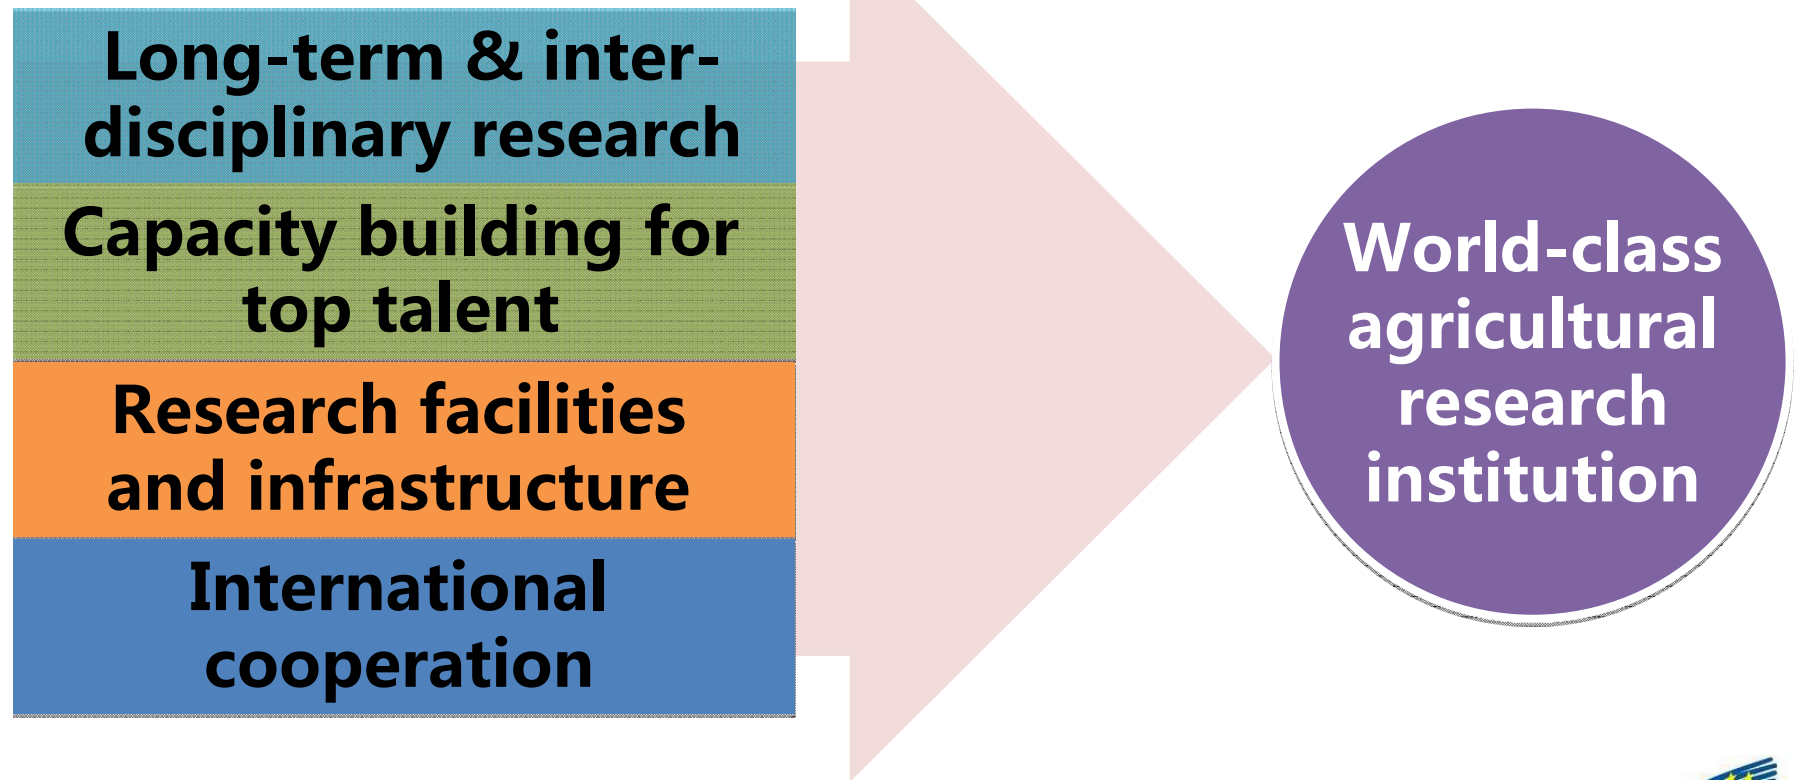 Long-term & inter-
disciplinary research
Capacity building for
top talent
Research facilities
and infrastructure
International
cooperation
World-class
agricultural
research
institution